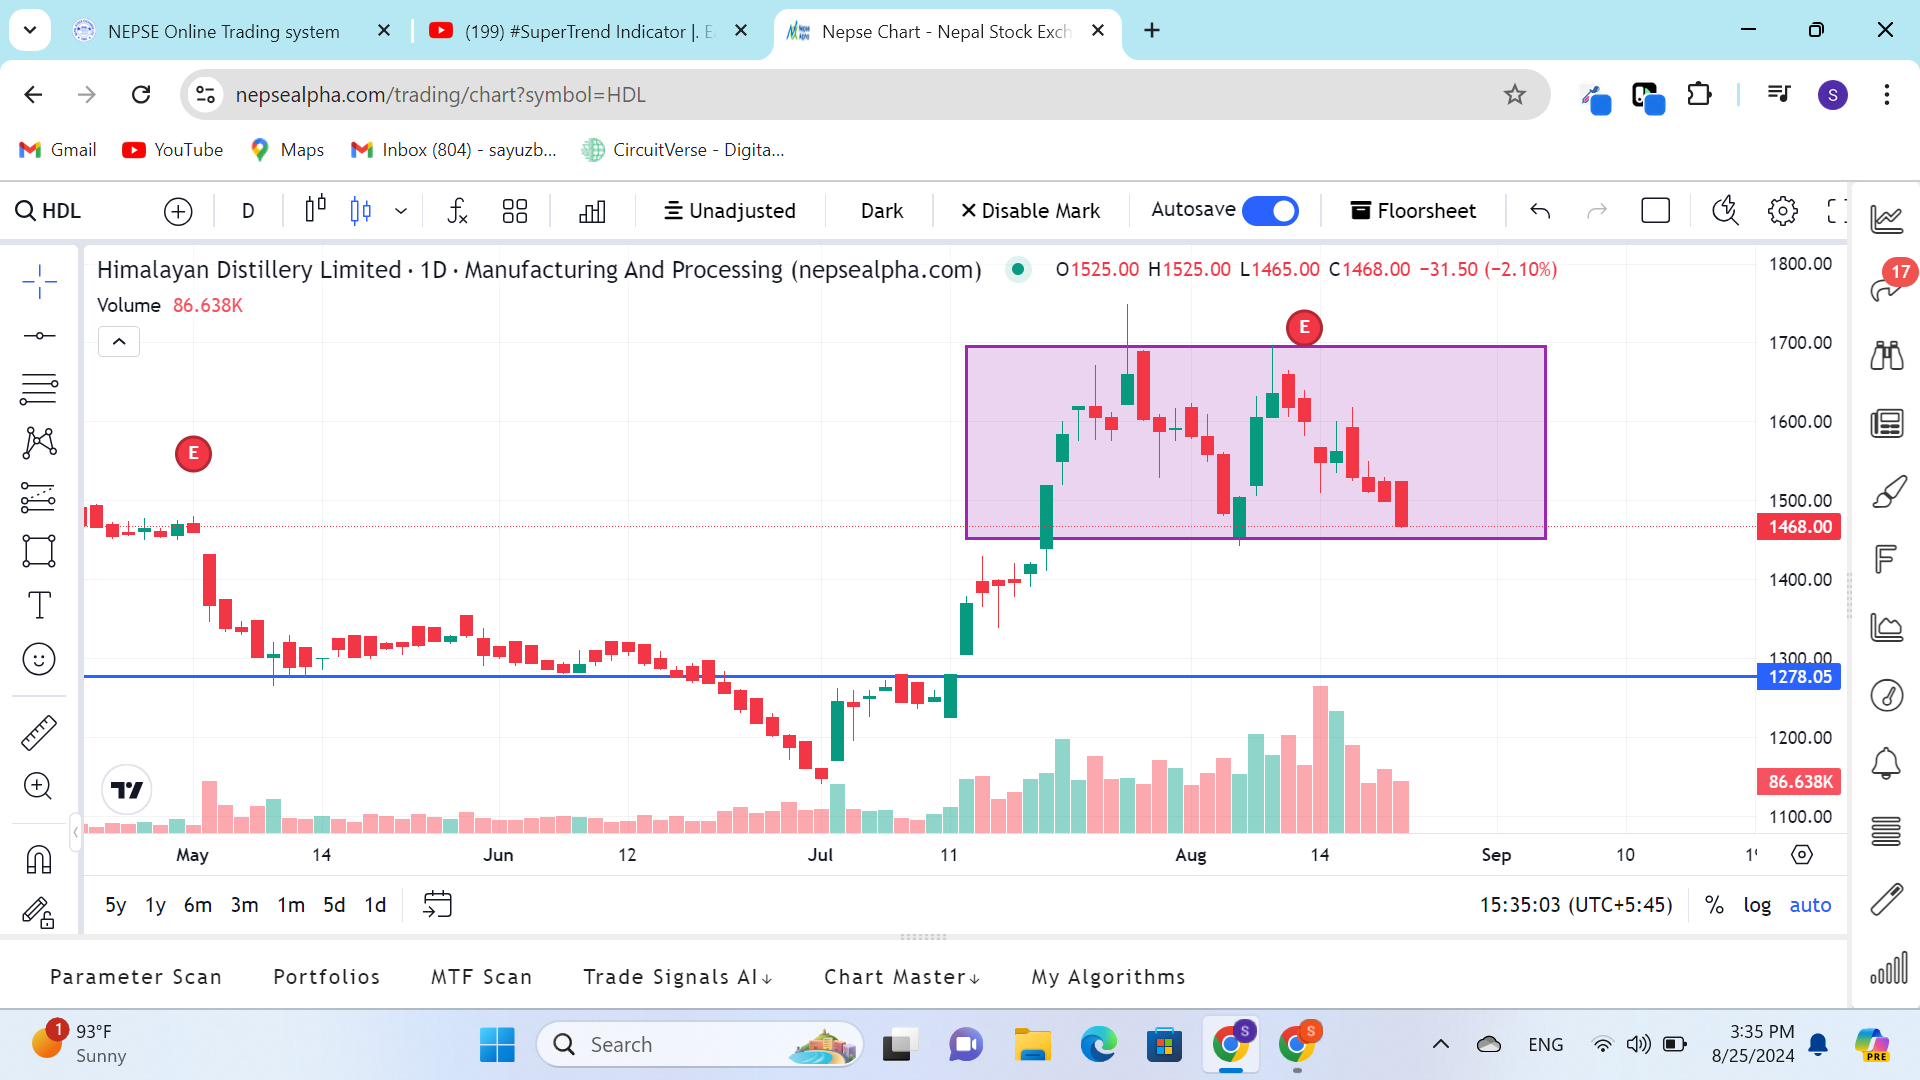 NEPSE Online Trading system
(199) #SuperTrend Indicator |. E
Nepse Chart - Nepal Stock Exch
nepsealpha.com/trading/chart?symbol=HDL
S
Gmail
YouTube
Maps
Inbox (804) - sayuzb...
CircuitVerse - Digita...
HDL
D
Unadjusted
Dark
Disable Mark
Autosave
Floorsheet
Himalayan Distillery Limited · 1D · Manufacturing And Processing (nepsealpha.com)
O1525.00 H1525.00 L1465.00 C1468.00 −31.50 (−2.10%)
Volume 86.638K
17
1800.00
1700.00
1600.00
1500.00
1468.00
1400.00
1300.00
1278.05
1200.00
86.638K
1100.00
E
E
T
F
May
14
Jun
12
Jul
11
Aug
14
Sep
10
5y
1y
6m
3m
1m
5d
1d
15:35:03 (UTC+5:45)
%
log
auto
Parameter Scan
Portfolios
MTF Scan
Trade Signals AI↓
Chart Master↓
My Algorithms
1
93°F
Sunny
Search
S
S
ENG
3:35 PM
8/25/2024
PRE